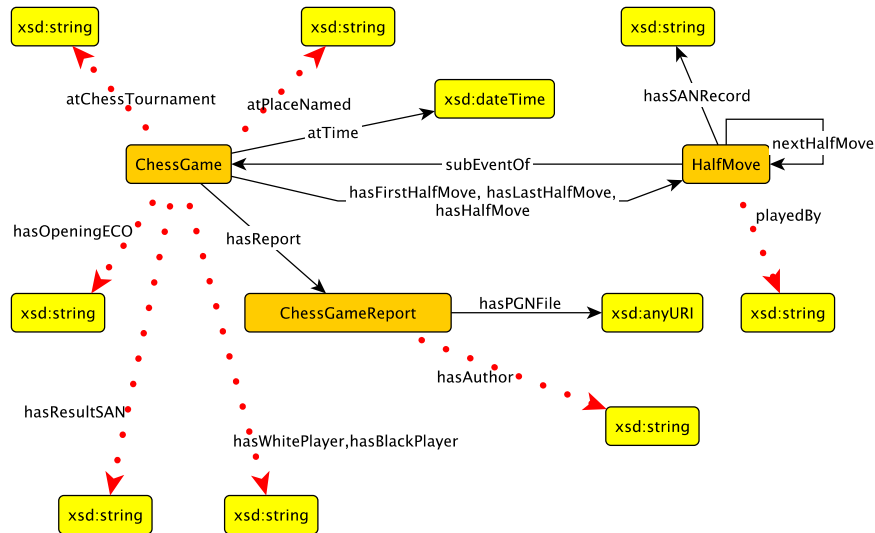 xsd:string
xsd:string
xsd:string
atChessTournament
atPlaceNamed
xsd:dateTime
hasSANRecord
atTime
nextHalfMove
ChessGame
subEventOf
HalfMove
hasFirstHalfMove, hasLastHalfMove,
hasHalfMove
playedBy
hasOpeningECO
hasReport
xsd:string
ChessGameReport
hasPGNFile
xsd:anyURI
xsd:string
hasAuthor
hasResultSAN
xsd:string
hasWhitePlayer,hasBlackPlayer
xsd:string
xsd:string